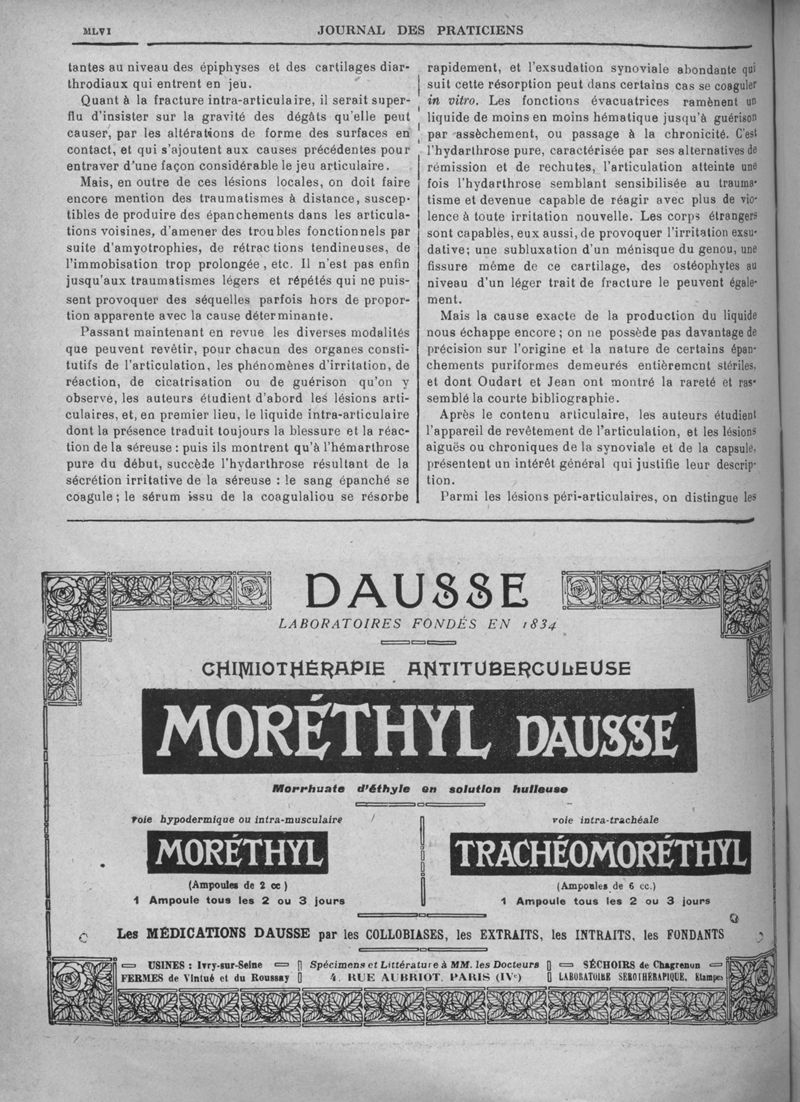 MLVI
JOURNAL DES PRATICIENS
tantes au niveau des épiphyses et des cartilages diar-
throdiaux qui entrent en jeu.
Quant à la fracture intra-articulaire, il serait super-
flu d'insister sur la gravité des dégâts qu'elle peut
causer, par les altérations de forme des surfaces en
contact, et qui s'ajoutent aux causes précédentes pour
entraver d'une façon considérable le jeu articulaire.
Mais, en outre de ces lésions locales, on doit faire
encore mention des traumatismes à distance, suscep-
tibles de produire des épanchements dans les articula-
tions voisines, d'amener des troubles fonctionnels par
suite d'amyotrophies, de rétractions tendineuses, de
l'immobisation trop prolongée, etc. Il n'est pas enfin
jusqu'aux traumatismes légers et répétés qui ne puis-
sent provoquer des séquelles parfois hors de propor-
tion apparente avec la cause déterminante.
Passant maintenant en revue les diverses modalités
que peuvent revêtir, pour chacun des organes consti-
tutifs de l'articulation, les phénomènes d'irritation, de
réaction, de cicatrisation ou de guérison qu'on y
observe, les auteurs étudient d'abord les lésions arti-
culaires, et, en premier lieu, le liquide intra-articulaire
dont la présence traduit toujours la blessure et la réac-
tion de la séreuse : puis ils montrent qu'à l'hémarthrose
pure du début, succède l'hydarthrose résultant de la
sécrétion irritative de la séreuse : le sang épanché se
coagule ; le sérum issu de la coagulaliou se résorbe
rapidement, et l'exsudation synoviale abondante qui
suit cette résorption peut dans certains cas se coaguler
in vitro. Les fonctions évacuatrices ramènent un
liquide de moins en moins hématique jusqu'à guérison
par assèchement, ou passage à la chronicité. C'est
l'hydarthrose pure, caractérisée par ses alternatives de
rémission et de rechutes, l'articulation atteinte une
fois l'hydarthrose semblant sensibilisée au trauma-
tisme et devenue capable de réagir avec plus de vio-
lence à toute irritation nouvelle. Les corps étrangers
sont capables, eux aussi, de provoquer l'irritation exsu-
dative; une subluxation d'un ménisque du genou, une
fissure même de ce cartilage, des ostéophytes au
niveau d'un léger trait de fracture le peuvent égale-
ment.
Mais la cause exacte de la production du liquide
nous échappe encore ; on ne possède pas davantage de
précision sur l'origine et la nature de certains épan-
chements puriformes demeurés entièrement stériles,
et dont Oudart et Jean ont montré la rareté et ras-
semblé la courte bibliographie.
Après le contenu articulaire, les auteurs étudient
l'appareil de revêtement de l'articulation, et les lésions
aiguës ou chroniques de la synoviale et de la capsule,
présentent un intérêt général qui justifie leur descrip-
tion.
Parmi les lésions péri-articulaires, on distingue les
DAUSSE
LABORATOIRES FONDÉS EN 1834
CHIMIOTHÉRAPIE ANTITUBERCULEUSE
MORÉTHYL DAUSSE
Morrhuate d'éthyle en solution huileuse
voie hypodermique ou intra-musculaire
MORÉTHYL
(Ampoules de 2 cc)
1 Ampoule tous les 2 ou 3 jours
voie intra-trachéale
TRACHÉOMORÉTHYL
(Ampoules de 6 cc.)
1 Ampoule tous les 2 ou 3 jours
Les MÉDICATIONS DAUSSE par les COLLOBIASES, les EXTRAITS, les INTRAITS, les FONDANTS
USINES : Ivry-sur-Seine
FERMES de Vintué et du Roussay
Spécimens et Littérature à MM. les Docteurs
4, RUE AUBRIOT, PARIS (IVe)
SÉCHOIRS de Chagrenon
LABORATOIRE SEROTHERAPIQUE, Etampes